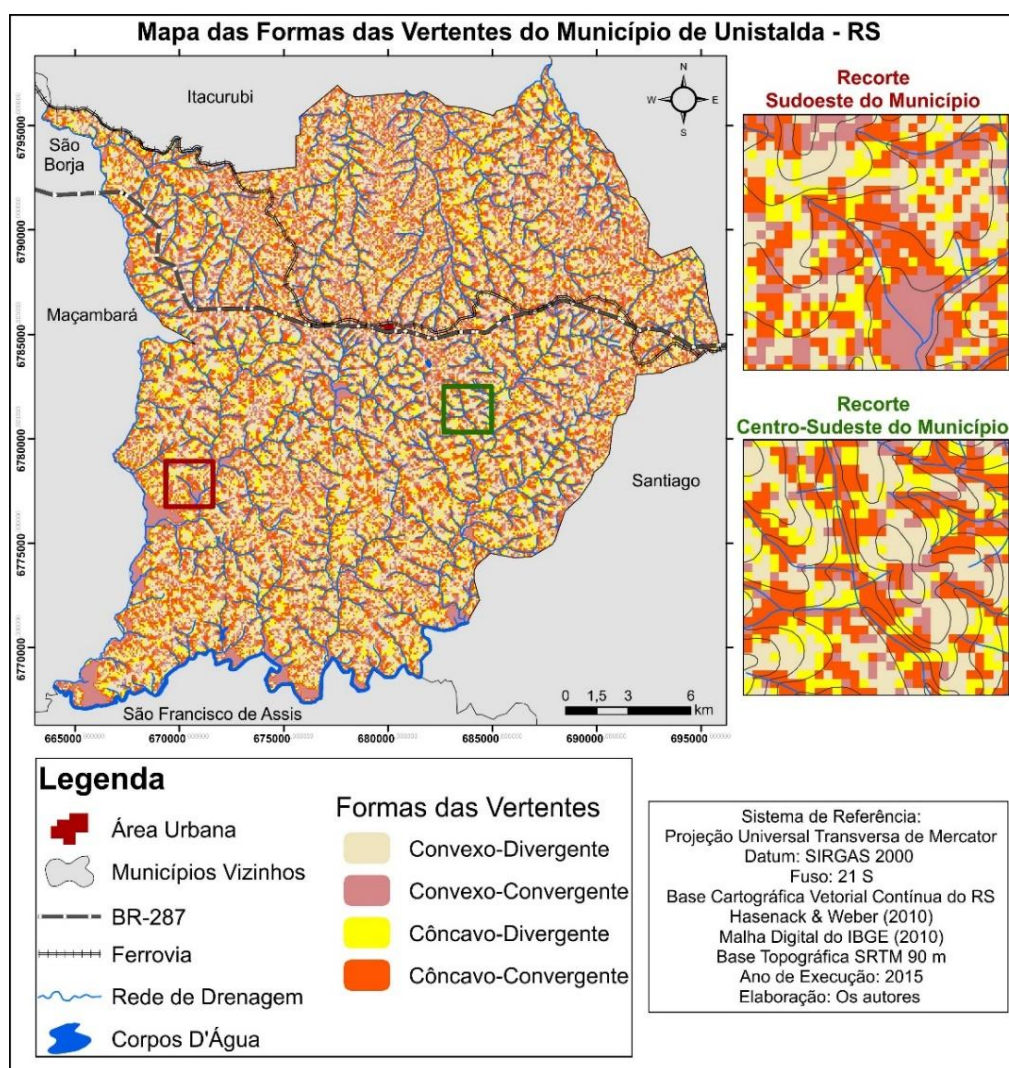 Mapa das Formas das Vertentes do Município de Unistalda - RS
Itacurubi
São
Borja
Maçambará
Santiago
São Francisco de Assis
N
W
E
S
6795000
6790000
6785000
6780000
6775000
6770000
665000
670000
675000
680000
685000
690000
695000
0 1,5 3 6
km
Recorte
Sudoeste do Município
Recorte
Centro-Sudeste do Município
Legenda
Área Urbana
Municípios Vizinhos
BR-287
Ferrovia
Rede de Drenagem
Corpos D'Água
Formas das Vertentes
Convexo-Divergente
Convexo-Convergente
Côncavo-Divergente
Côncavo-Convergente
Sistema de Referência:
Projeção Universal Transversa de Mercator
Datum: SIRGAS 2000
Fuso: 21 S
Base Cartográfica Vetorial Contínua do RS
Hasenack & Weber (2010)
Malha Digital do IBGE (2010)
Base Topográfica SRTM 90 m
Ano de Execução: 2015
Elaboração: Os autores